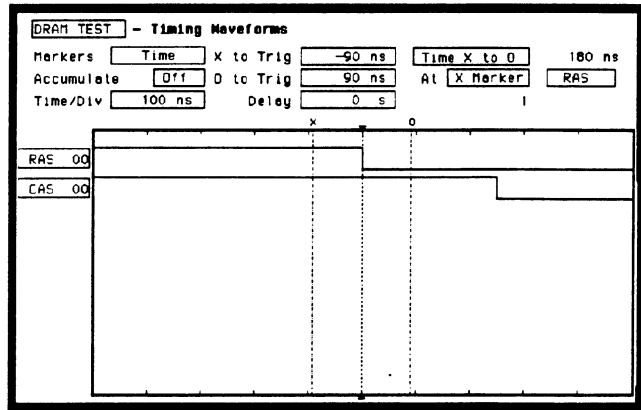 DRAM TEST - Timing Waveforms
Markers Time X to Trig -90 ns Time X to O 180 ns
Accumulate Off O to Trig 90 ns At X Marker RAS
Time/Div 100 ns Delay 0 s 1
X O
RAS 00
CAS 00